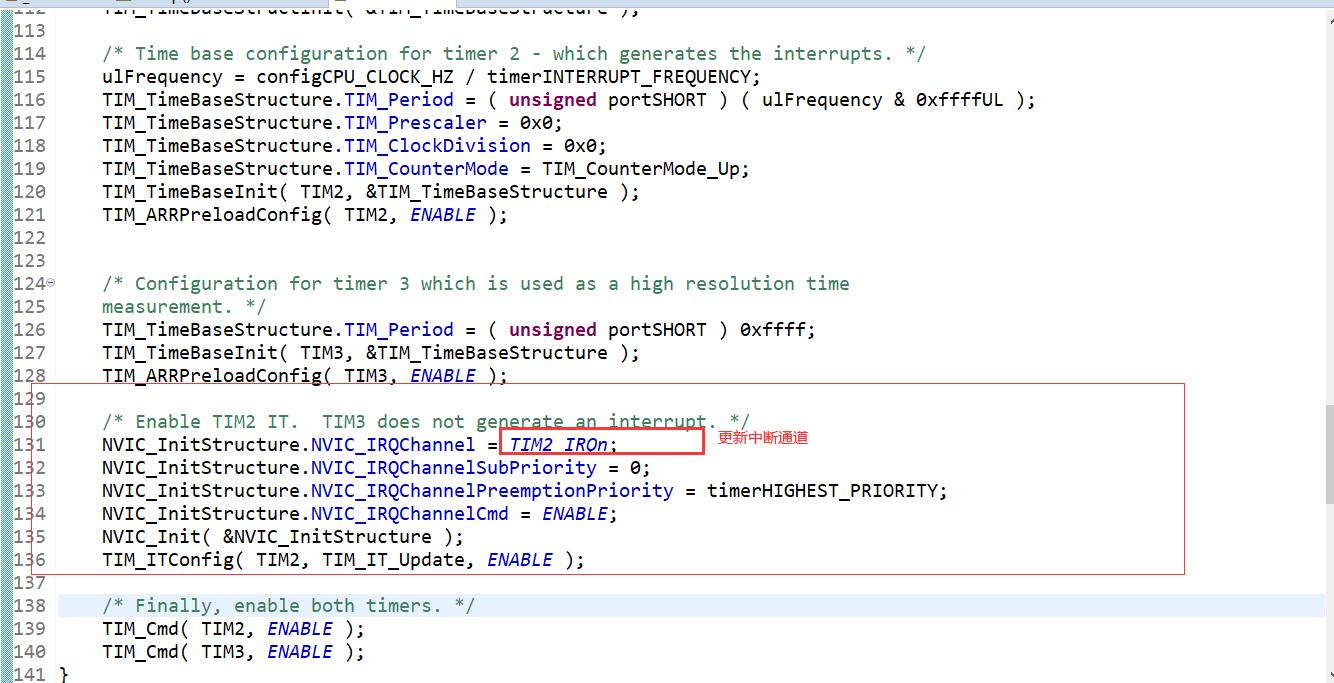 112 TIM_TimeBaseStructInit( &TIM_TimeBaseStructure );
113
114 /* Time base configuration for timer 2 - which generates the interrupts. */
115 ulFrequency = configCPU_CLOCK_HZ / timerINTERRUPT_FREQUENCY;
116 TIM_TimeBaseStructure.TIM_Period = ( unsigned portSHORT ) ( ulFrequency & 0xffffUL );
117 TIM_TimeBaseStructure.TIM_Prescaler = 0x0;
118 TIM_TimeBaseStructure.TIM_ClockDivision = 0x0;
119 TIM_TimeBaseStructure.TIM_CounterMode = TIM_CounterMode_Up;
120 TIM_TimeBaseInit( TIM2, &TIM_TimeBaseStructure );
121 TIM_ARRPreloadConfig( TIM2, ENABLE );
122
123
124 /* Configuration for timer 3 which is used as a high resolution time
125 measurement. */
126 TIM_TimeBaseStructure.TIM_Period = ( unsigned portSHORT ) 0xffff;
127 TIM_TimeBaseInit( TIM3, &TIM_TimeBaseStructure );
128 TIM_ARRPreloadConfig( TIM3, ENABLE );
129
130 /* Enable TIM2 IT.  TIM3 does not generate an interrupt. */
131 NVIC_InitStructure.NVIC_IRQChannel = TIM2_IRQn; 更新中断通道
132 NVIC_InitStructure.NVIC_IRQChannelSubPriority = 0;
133 NVIC_InitStructure.NVIC_IRQChannelPreemptionPriority = timerHIGHEST_PRIORITY;
134 NVIC_InitStructure.NVIC_IRQChannelCmd = ENABLE;
135 NVIC_Init( &NVIC_InitStructure );
136 TIM_ITConfig( TIM2, TIM_IT_Update, ENABLE );
137
138 /* Finally, enable both timers. */
139 TIM_Cmd( TIM2, ENABLE );
140 TIM_Cmd( TIM3, ENABLE );
141 }